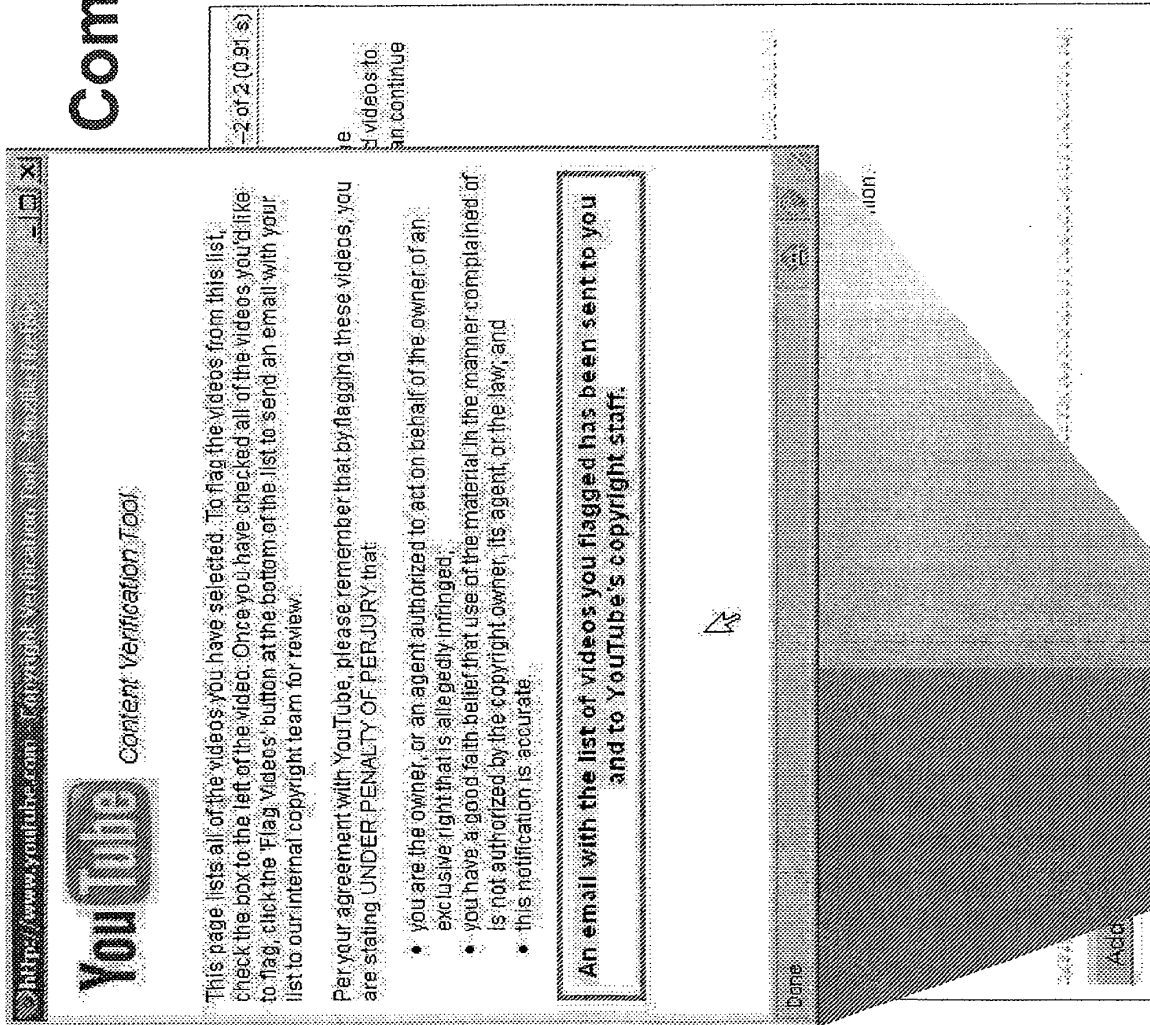 Com
–2 of 2 (0.91 s)
e
d videos to
an continue
http://www.youtube.com
YouTube Content Verification Tool
This page lists all of the videos you have selected. To flag the videos from this list,
check the box to the left of the video. Once you have checked all of the videos you'd like
to flag, click the 'Flag Videos' button at the bottom of the list to send an email with your
list to our internal copyright team for review.
Per your agreement with YouTube, please remember that by flagging these videos, you
are stating UNDER PENALTY OF PERJURY that:
• you are the owner, or an agent authorized to act on behalf of the owner of an
exclusive right that is allegedly infringed,
• you have a good faith belief that use of the material in the manner complained of
is not authorized by the copyright owner, its agent, or the law, and
• this notification is accurate.
An email with the list of videos you flagged has been sent to you
and to YouTube's copyright staff.
Done
tion.
Add